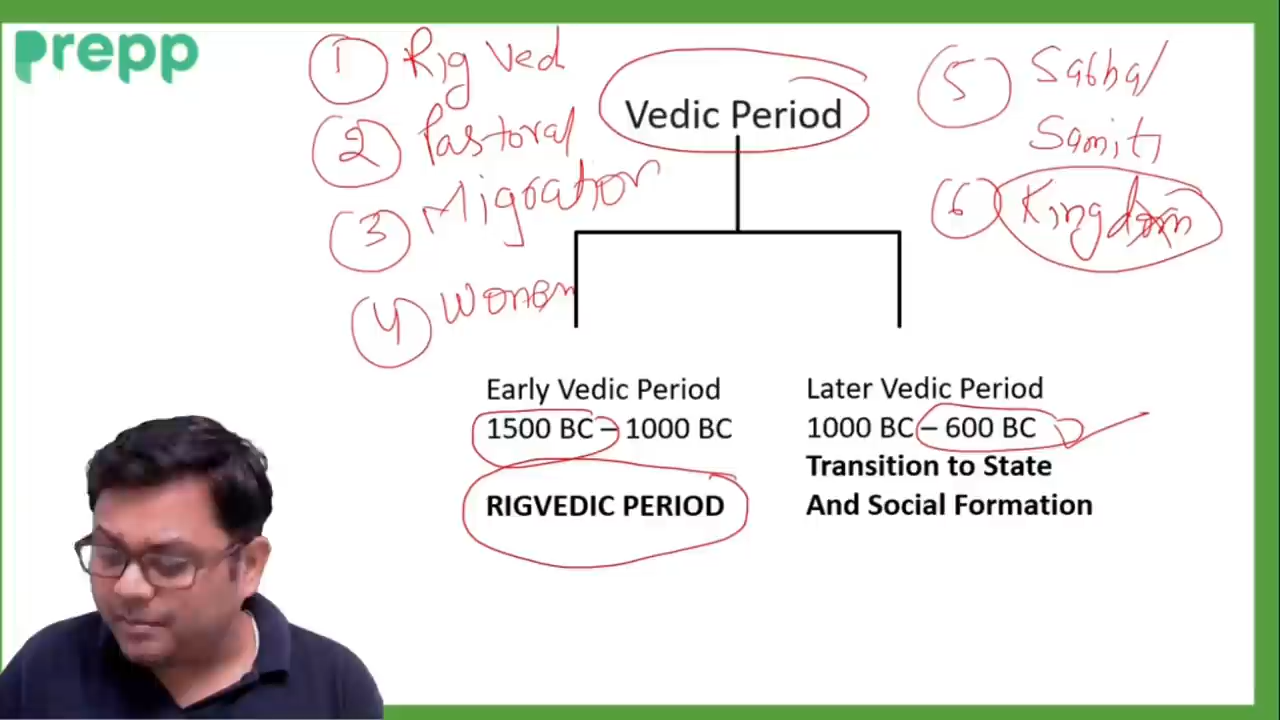 prepp
1 Rig Ved
2 Pastoral
3 Migration
4 Women
Vedic Period
5 Sabha/
Samiti
6 Kingdom
Early Vedic Period
1500 BC – 1000 BC
RIGVEDIC PERIOD
Later Vedic Period
1000 BC – 600 BC
Transition to State
And Social Formation